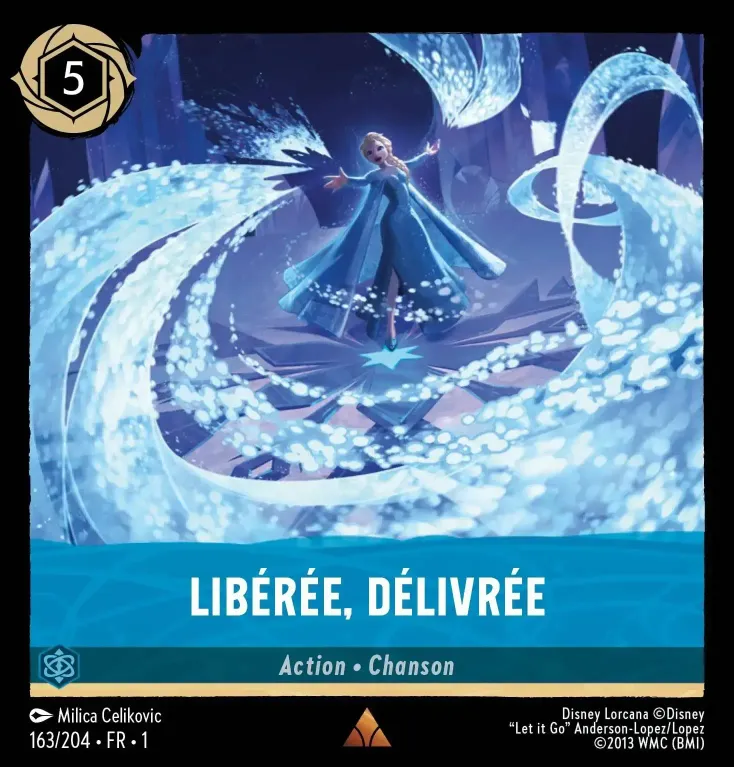 5
LIBÉRÉE, DÉLIVRÉE
Action • Chanson
Milica Celikovic
163/204 • FR • 1
Disney Lorcana ©Disney
“Let it Go” Anderson-Lopez/Lopez
©2013 WMC (BMI)